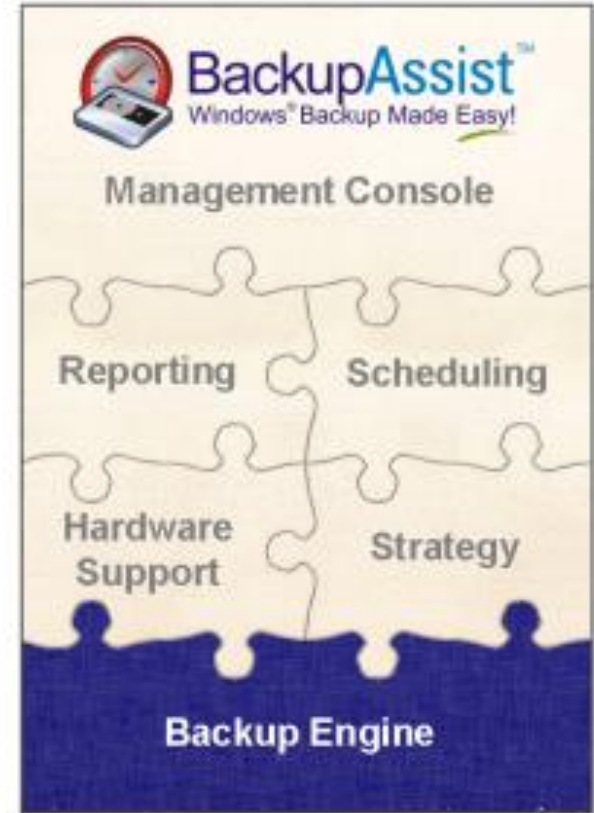 BackupAssist™
Windows® Backup Made Easy!
Management Console
Reporting
Scheduling
Hardware
Support
Strategy
Backup Engine